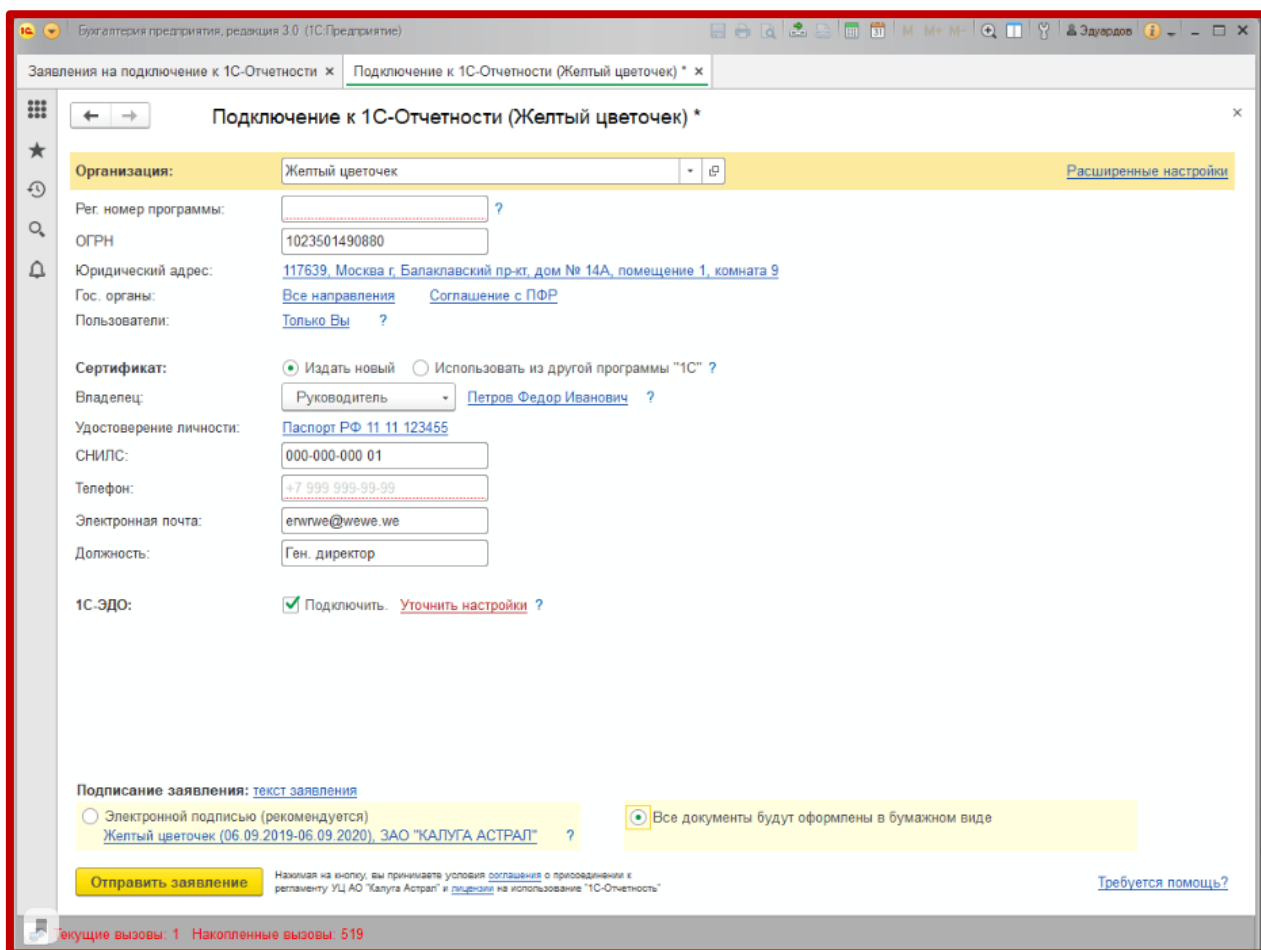 Бухгалтерия предприятия, редакция 3.0 (1С:Предприятие) M M+ M- Эдуардов
Заявления на подключение к 1С-Отчетности Подключение к 1С-Отчетности (Желтый цветочек) *
Подключение к 1С-Отчетности (Желтый цветочек) *
Организация: Желтый цветочек Расширенные настройки
Рег. номер программы: ?
ОГРН 1023501490880
Юридический адрес: 117639, Москва г, Балаклавский пр-кт, дом № 14А, помещение 1, комната 9
Гос. органы: Все направления Соглашение с ПФР
Пользователи: Только Вы ?
Сертификат: Издать новый Использовать из другой программы "1С" ?
Владелец: Руководитель Петров Федор Иванович ?
Удостоверение личности: Паспорт РФ 11 11 123455
СНИЛС: 000-000-000 01
Телефон: +7 999 999-99-99
Электронная почта: erwrwe@wewe.we
Должность: Ген. директор
1С-ЭДО: Подключить. Уточнить настройки ?
Подписание заявления: текст заявления
Электронной подписью (рекомендуется) Все документы будут оформлены в бумажном виде
Желтый цветочек (06.09.2019-06.09.2020), ЗАО "КАЛУГА АСТРАЛ" ?
Отправить заявление Нажимая на кнопку, вы принимаете условия соглашения о присоединении к
регламенту УЦ АО "Калуга Астрал" и лицензии на использование "1С-Отчетность"
Требуется помощь?
екущие вызовы: 1 Накопленные вызовы: 519